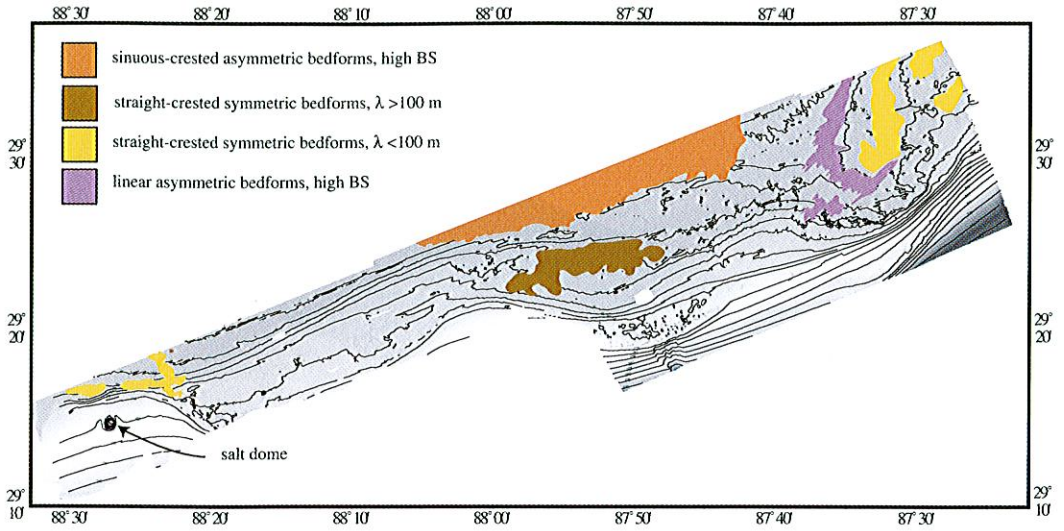 88° 30' 88° 20' 88° 10' 88° 00' 87° 50' 87° 40' 87° 30'
sinuous-crested asymmetric bedforms, high BS
straight-crested symmetric bedforms, λ >100 m
straight-crested symmetric bedforms, λ <100 m
linear asymmetric bedforms, high BS
29°
30'
29°
30'
29°
20'
29°
20'
salt dome
29°
10'
29°
10'
88° 30' 88° 20' 88° 10' 88° 00' 87° 50' 87° 40' 87° 30'